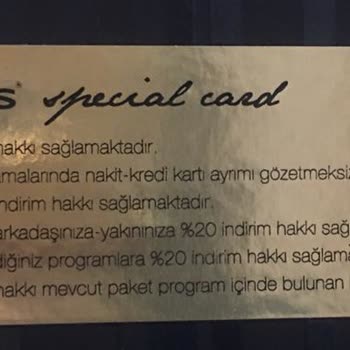 S® special card
hakkı sağlamaktadır.
amalarında nakit-kredi kartı ayrımı gözetmeksiz
ndirim hakkı sağlamaktadır.
arkadaşınıza-yakınınıza %20 indirim hakkı sağ
diğiniz programlara %20 indirim hakkı sağlama
hakkı mevcut paket program içinde bulunan